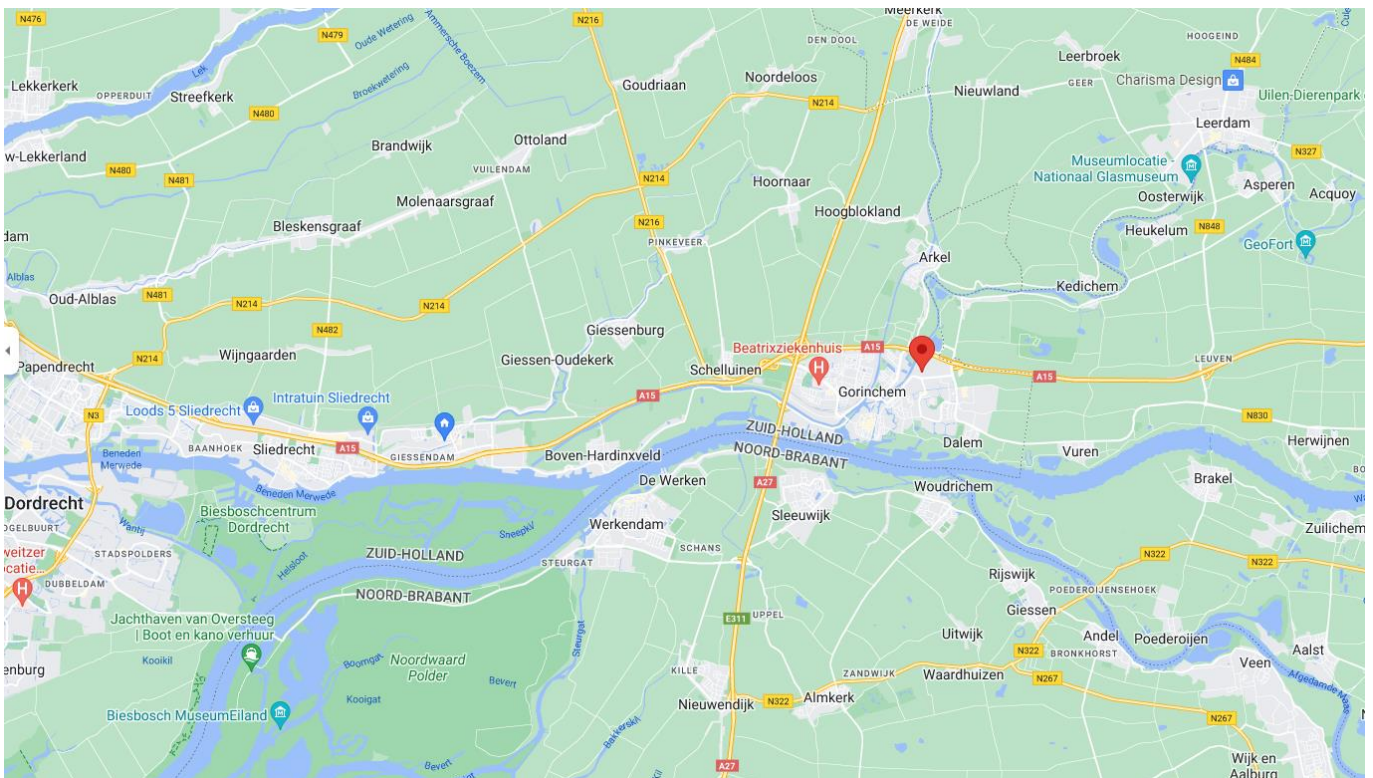 N476
N479
Oude Wetering
Ammersche Boezem
N216
Meerkerk
DE WEIDE
DEN DOOL
HOOGEIND
Leerbroek
GEER
N484
Charisma Design
Uilen-Dierenpark
Lek
Lekkerkerk
OPPERDUIT
Streefkerk
Broekwetering
N480
Goudriaan
Noordeloos
N214
Nieuwland
Leerdam
w-Lekkerland
N480
N481
Brandwijk
Ottoland
VUILENDAM
N214
Hoornaar
Museumlocatie -
Nationaal Glasmuseum
N327
Oosterwijk
Asperen
Acquoy
Molenaarsgraaf
Bleskensgraaf
N216
PINKEVEER
Hoogblokland
Heukelum
N848
GeoFort
dam
Alblas
Arkel
Kedichem
Oud-Alblas
N481
N214
N214
N482
Giessenburg
Papendrecht
N214
Wijngaarden
Giessen-Oudekerk
Schelluinen
Beatrixziekenhuis
H
A15
A15
LEUVEN
Gorinchem
A15
N3
Loods 5 Sliedrecht
Intratuin Sliedrecht
BAANHOEK
Sliedrecht
A15
GIESSENDAM
Boven-Hardinxveld
ZUID-HOLLAND
NOORD-BRABANT
Dalem
Vuren
N830
Herwijnen
Beneden
Merwede
Beneden Merwede
De Werken
A27
Woudrichem
Brakel
Dordrecht
Wantij
Biesboschcentrum
Dordrecht
SneepkV
Werkendam
Sleeuwijk
Zuilichem
STADSPOLDERS
Helsloot
ZUID-HOLLAND
NOORD-BRABANT
STEURGAT
SCHANS
N322
N322
DUBBELDAM
H
Rijswijk
POEDEROIJENSEHOEK
Giessen
Jachthaven van Oversteeg
| Boot en kano verhuur
Steurgat
E311
UPPEL
Uitwijk
Andel
Poederoijen
Aalst
Kooikil
Boomgat
Noordwaard
Polder
Bevert
KILLE
N322
BRONKHORST
Veen
enburg
Kooigat
ZANDWIJK
Waardhuizen
N267
Afgedamde Maas
Nieuwendijk
N322
Almkerk
Biesbosch MuseumEiland
N267
Bevert
A27
Wijk en
Aalburg